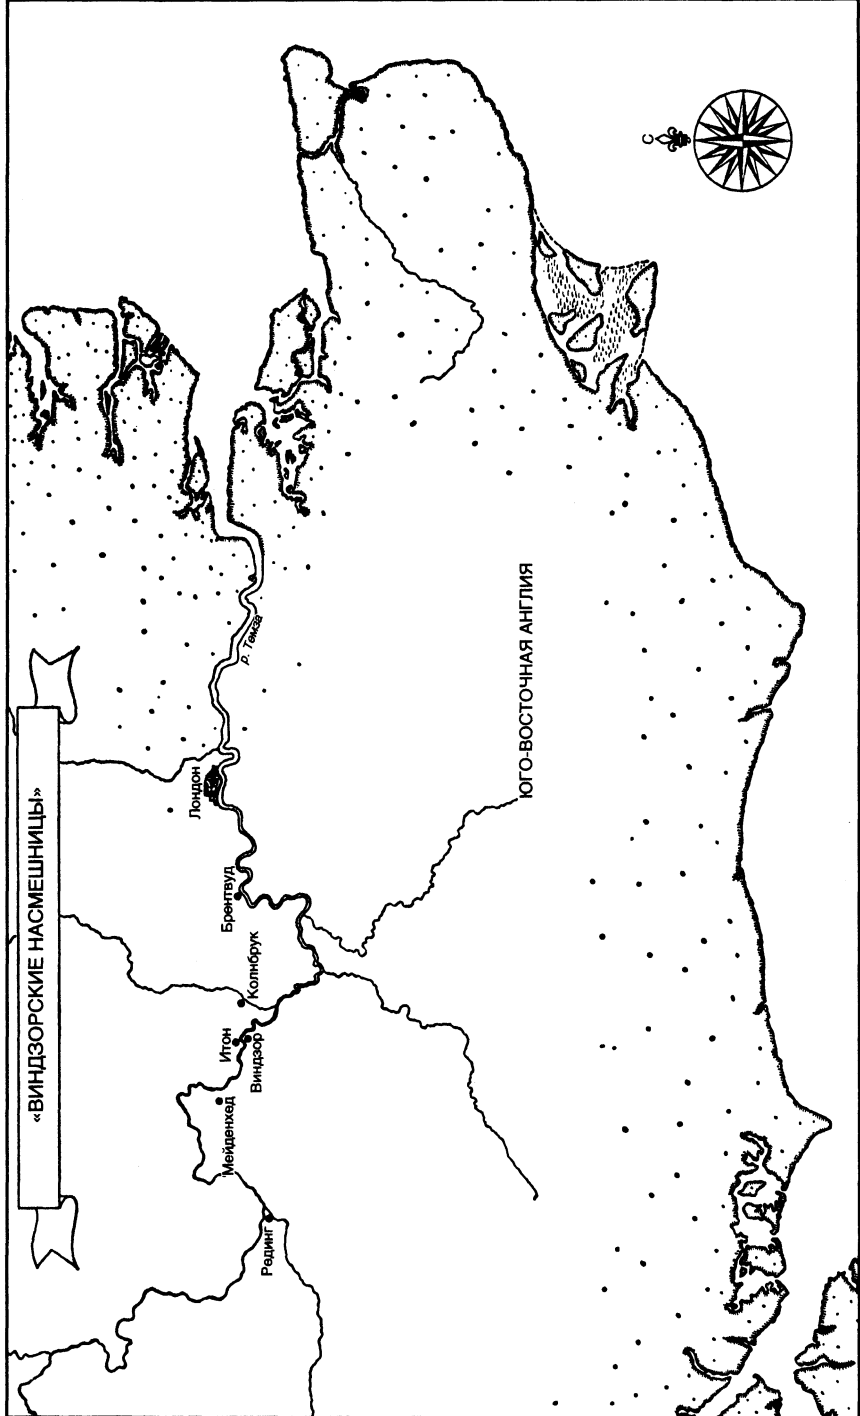 «ВИНДЗОРСКИЕ НАСМЕШНИЦЫ»
С
Рединг
Мейденхед
Итон
Виндзор
Колнбрук
Брентвуд
Лондон
р. Темза
ЮГО-ВОСТОЧНАЯ АНГЛИЯ